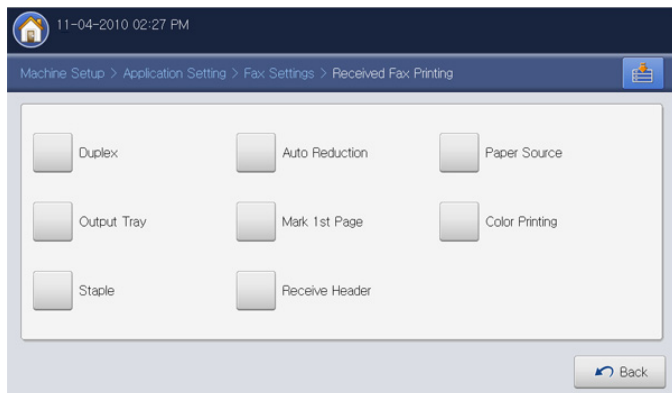 11-04-2010 02:27 PM
Machine Setup > Application Setting > Fax Settings > Received Fax Printing
Duplex Auto Reduction Paper Source
Output Tray Mark 1st Page Color Printing
Staple Receive Header
Back